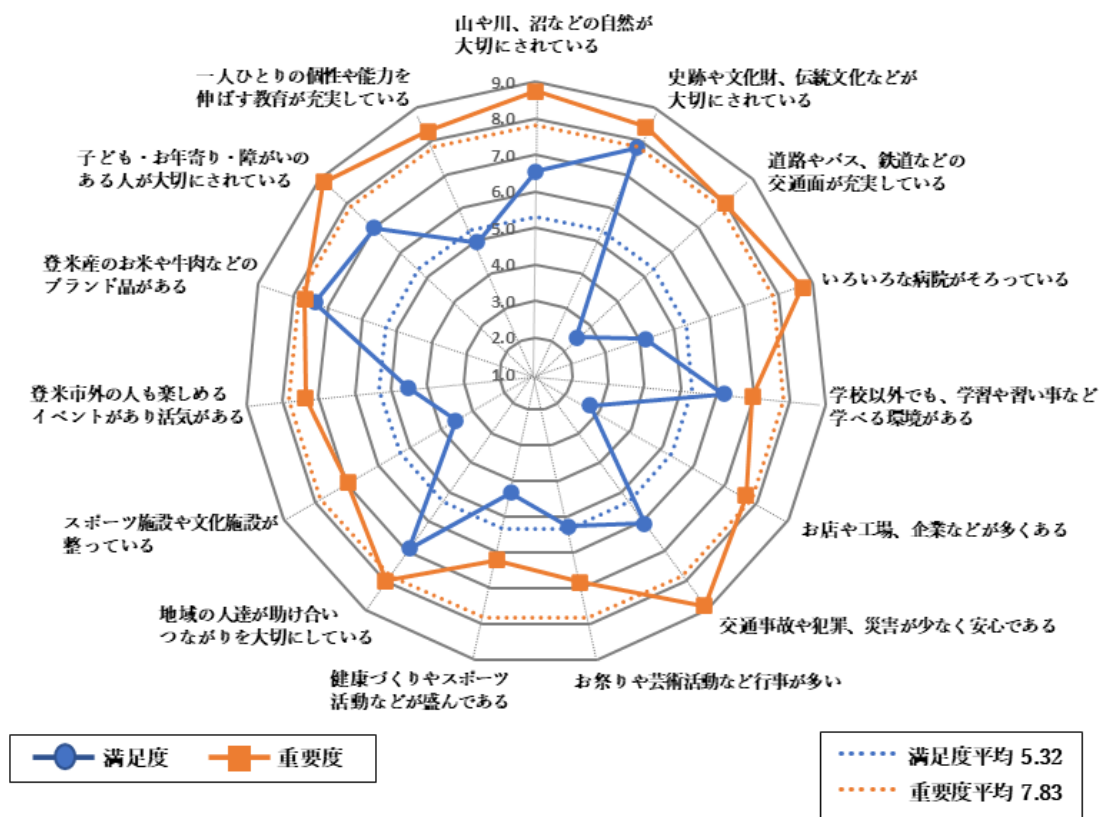 山や川、沼などの自然が
大切にされている
史跡や文化財、伝統文化などが
大切にされている
道路やバス、鉄道などの
交通面が充実している
いろいろな病院がそろっている
学校以外でも、学習や習い事など
学べる環境がある
お店や工場、企業などが多くある
交通事故や犯罪、災害が少なく安心である
お祭りや芸術活動など行事が多い
健康づくりやスポーツ
活動などが盛んである
地域の人達が助け合い
つながりを大切にしている
スポーツ施設や文化施設が
整っている
登米市外の人も楽しめる
イベントがあり活気がある
登米産のお米や牛肉などの
ブランド品がある
子ども・お年寄り・障がいの
ある人が大切にされている
一人ひとりの個性や能力を
伸ばす教育が充実している
9.0
8.0
7.0
6.0
5.0
4.0
3.0
2.0
1.0
満足度 重要度
満足度平均 5.32
重要度平均 7.83